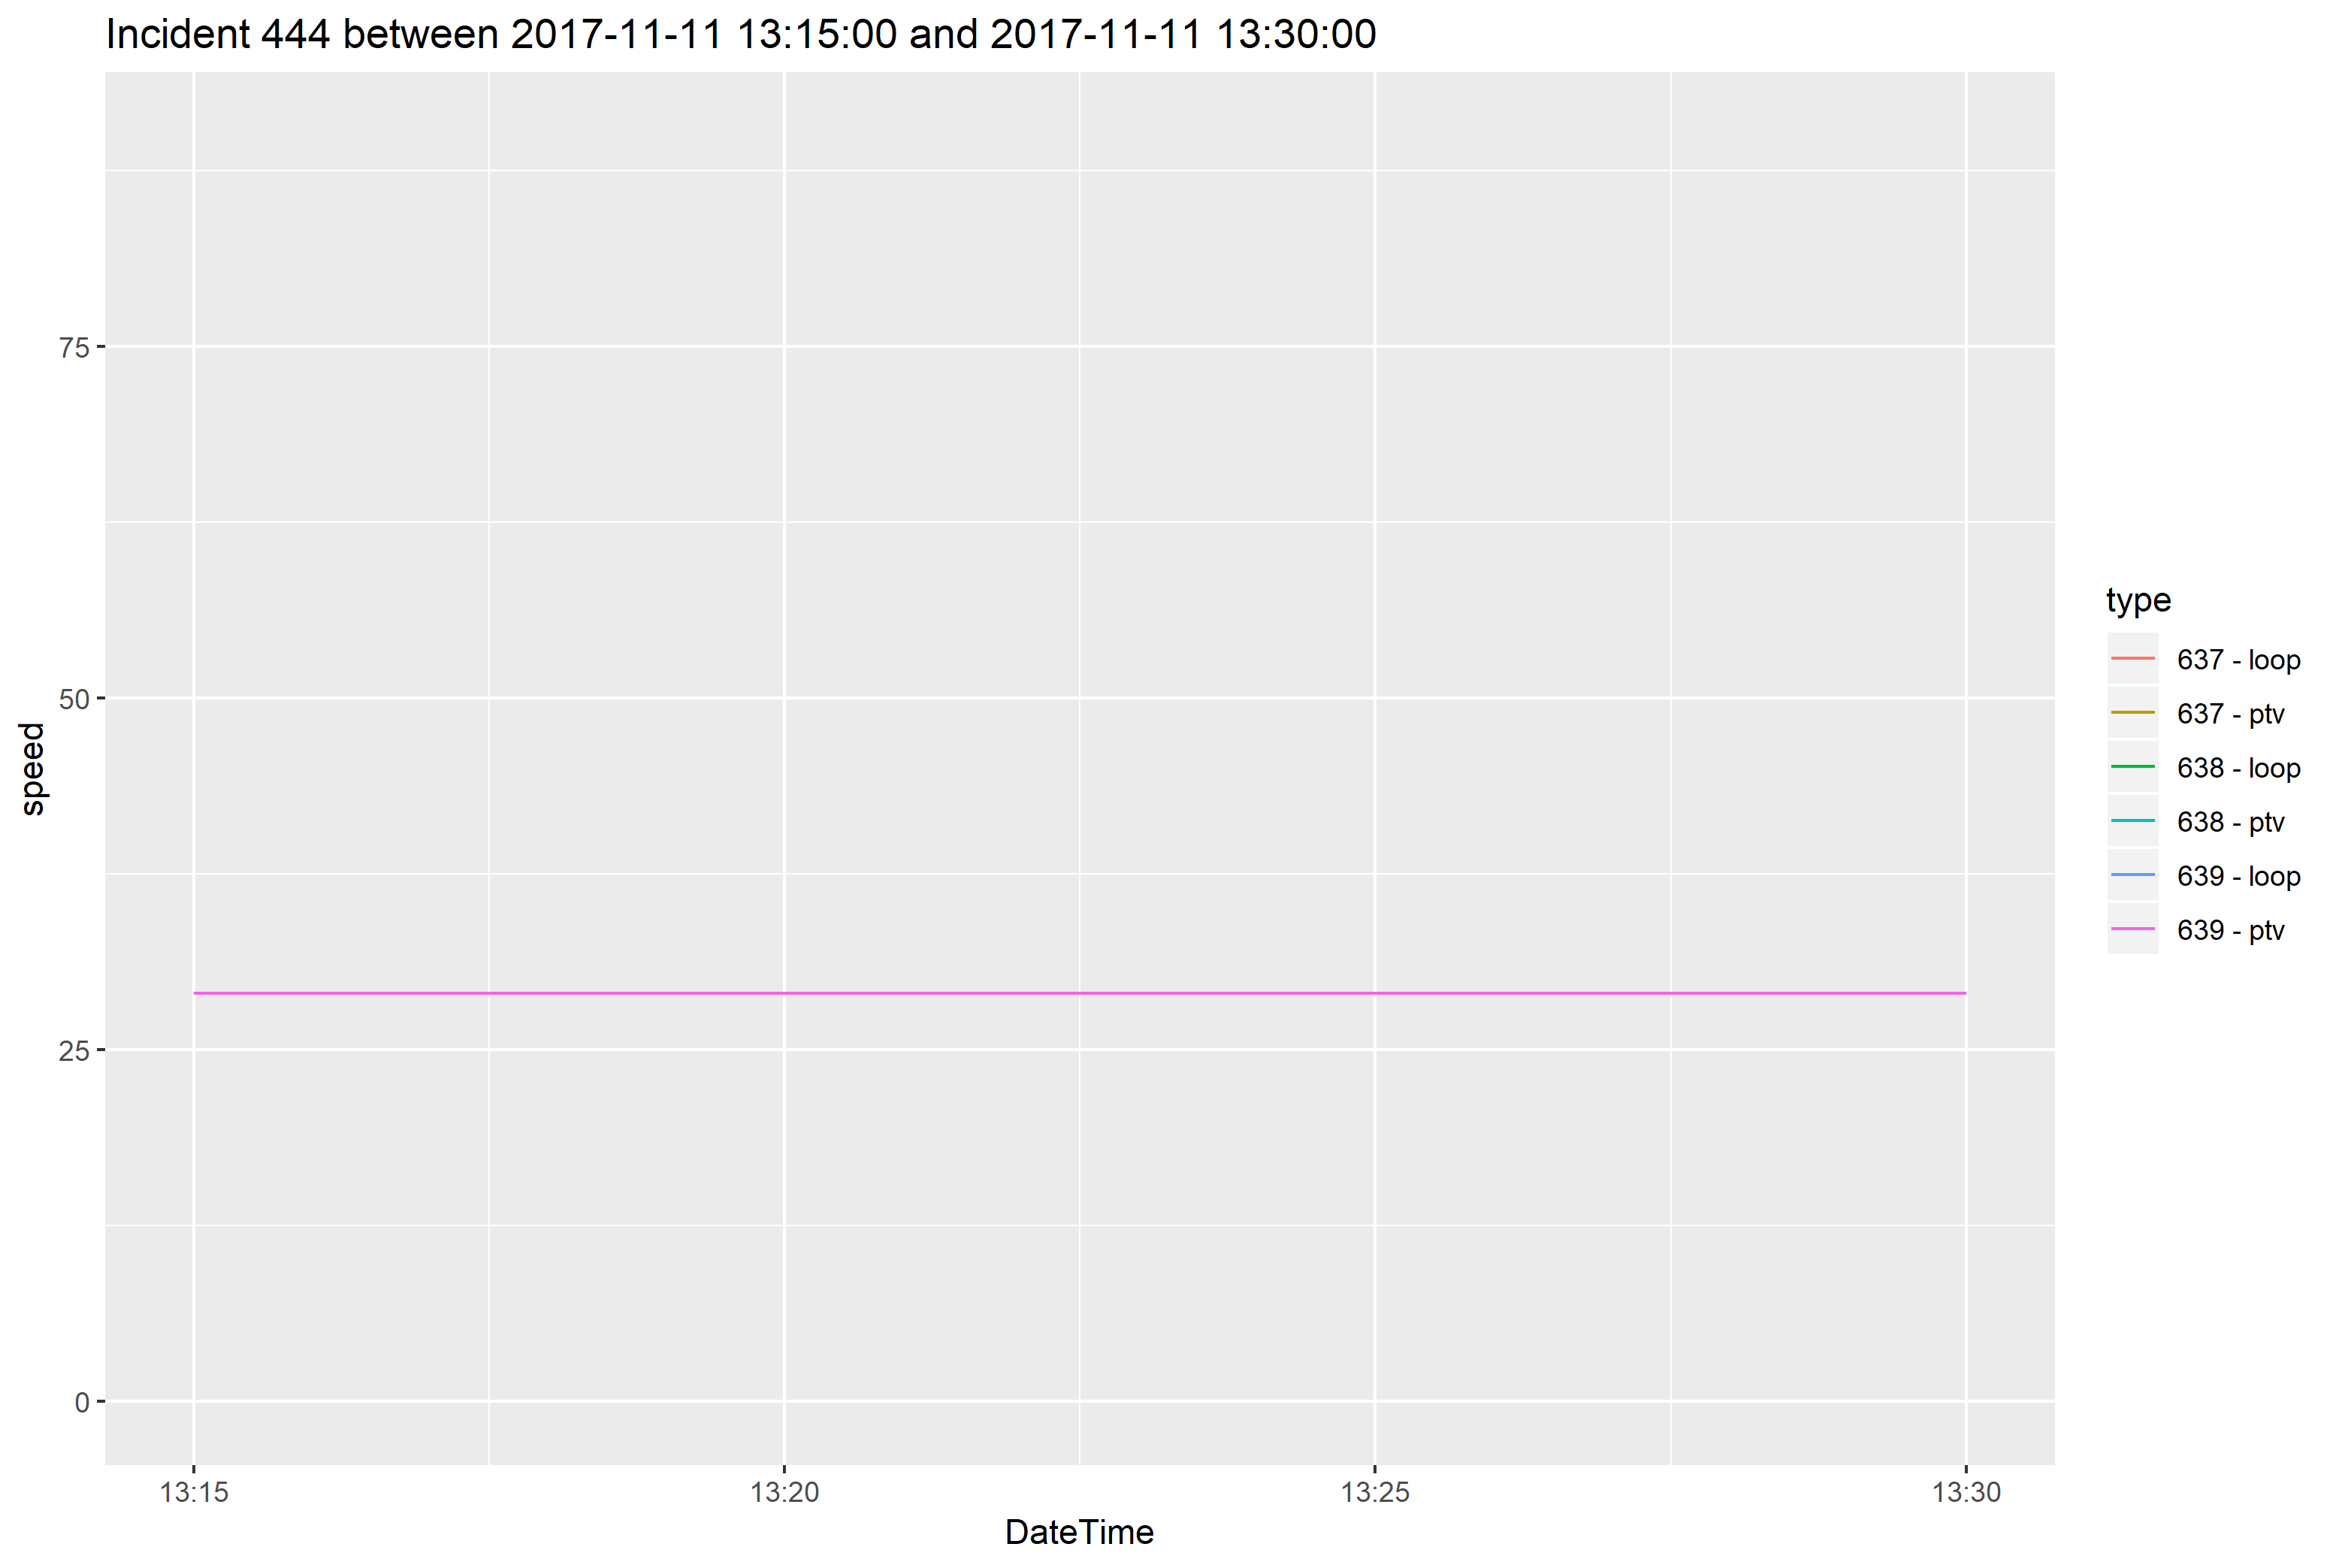 Incident 444 between 2017-11-11 13:15:00 and 2017-11-11 13:30:00
75
50
25
0
speed
13:15 13:20 13:25 13:30
DateTime
type
637 - loop
637 - ptv
638 - loop
638 - ptv
639 - loop
639 - ptv